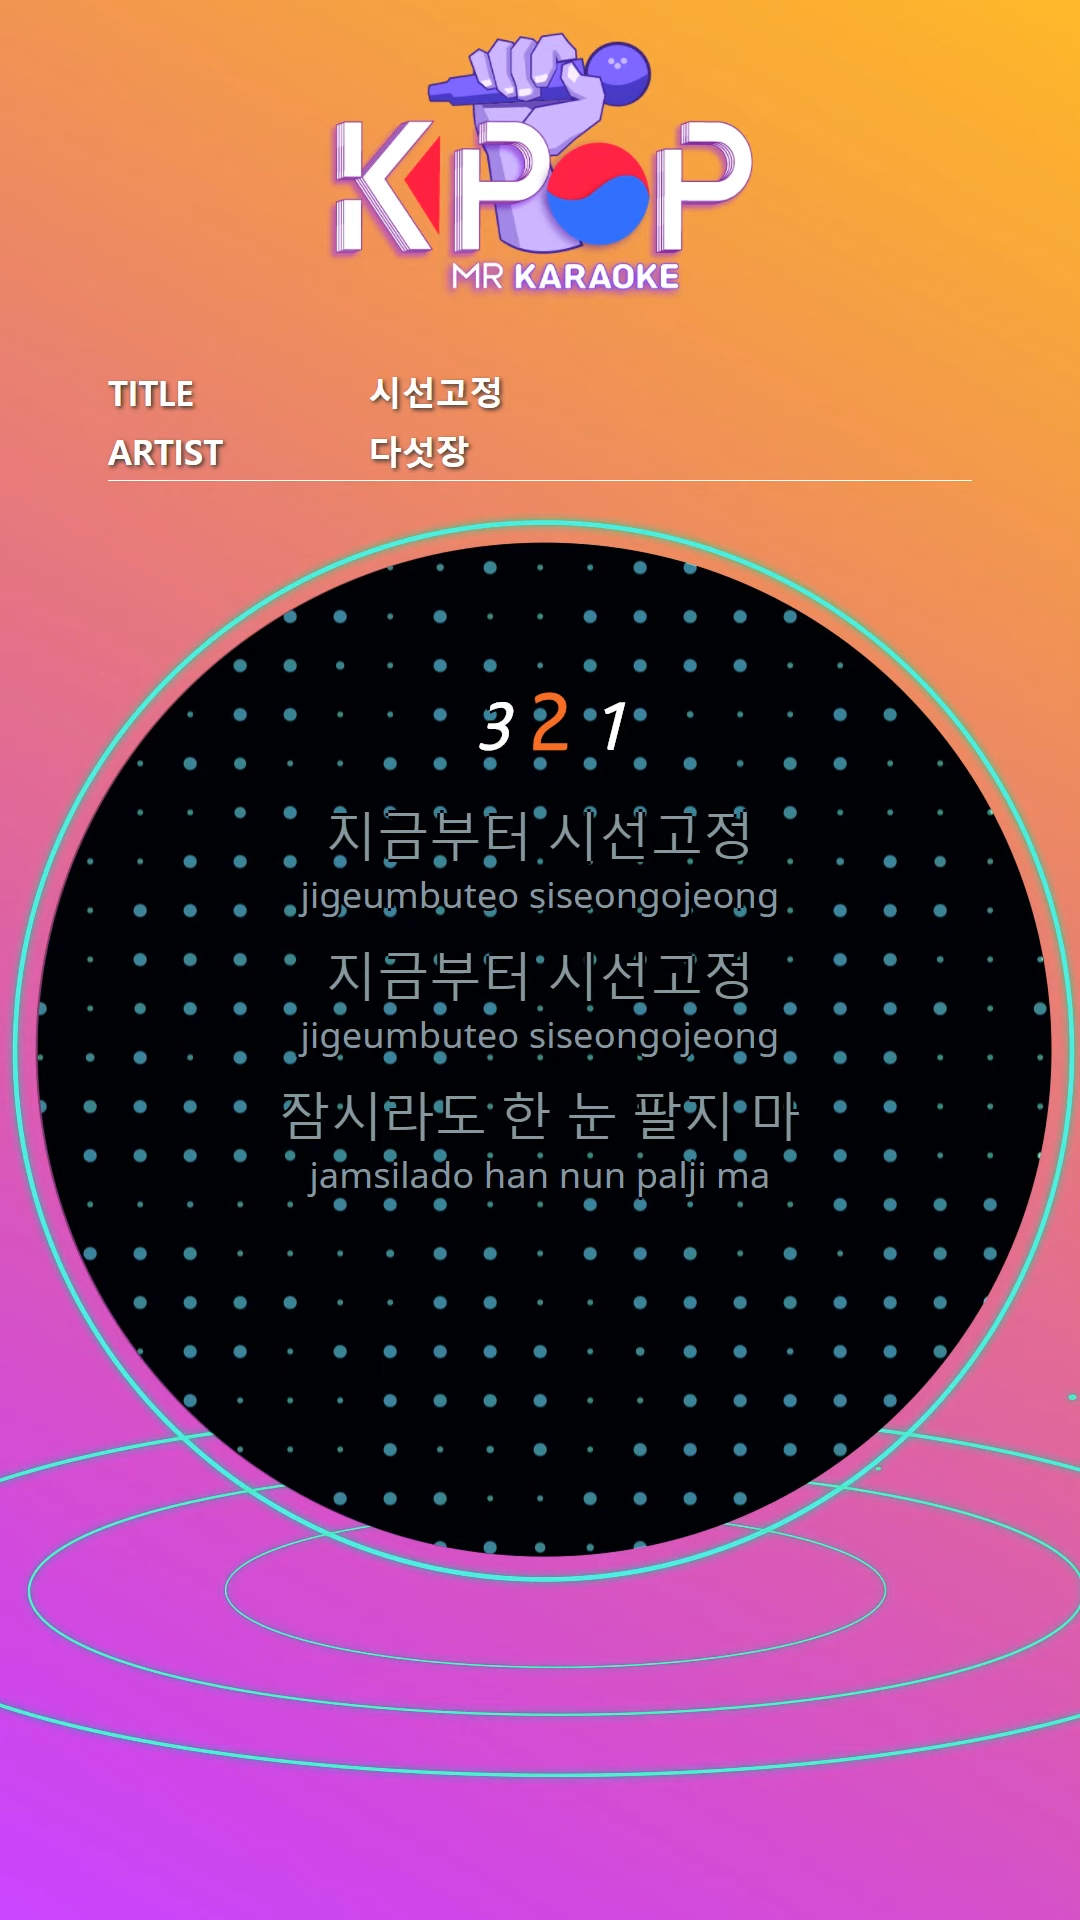 KPOP
MR KARAOKE
TITLE 시선고정
ARTIST 다섯장
3 2 1
지금부터 시선고정
jigeumbuteo siseongojeong
지금부터 시선고정
jigeumbuteo siseongojeong
잠시라도 한 눈 팔지 마
jamsilado han nun palji ma